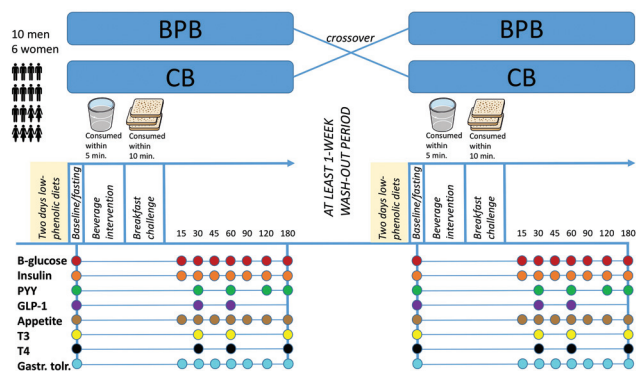 BPB
BPB
crossover
10 men
6 women
CB
CB
Consumed
within
5 min.
Consumed
within
10 min.
Consumed
within
5 min.
Consumed
within
10 min.
AT LEAST 1-WEEK
WASH-OUT PERIOD
Two days low-
phenolic diets
Baseline/fasting
Beverage
intervention
Breakfast
challenge
15 30 45 60 90 120 180
Two days low-
phenolic diets
Baseline/fasting
Beverage
intervention
Breakfast
challenge
15 30 45 60 90 120 180
B-glucose
Insulin
PYY
GLP-1
Appetite
T3
T4
Gastr. tolr.